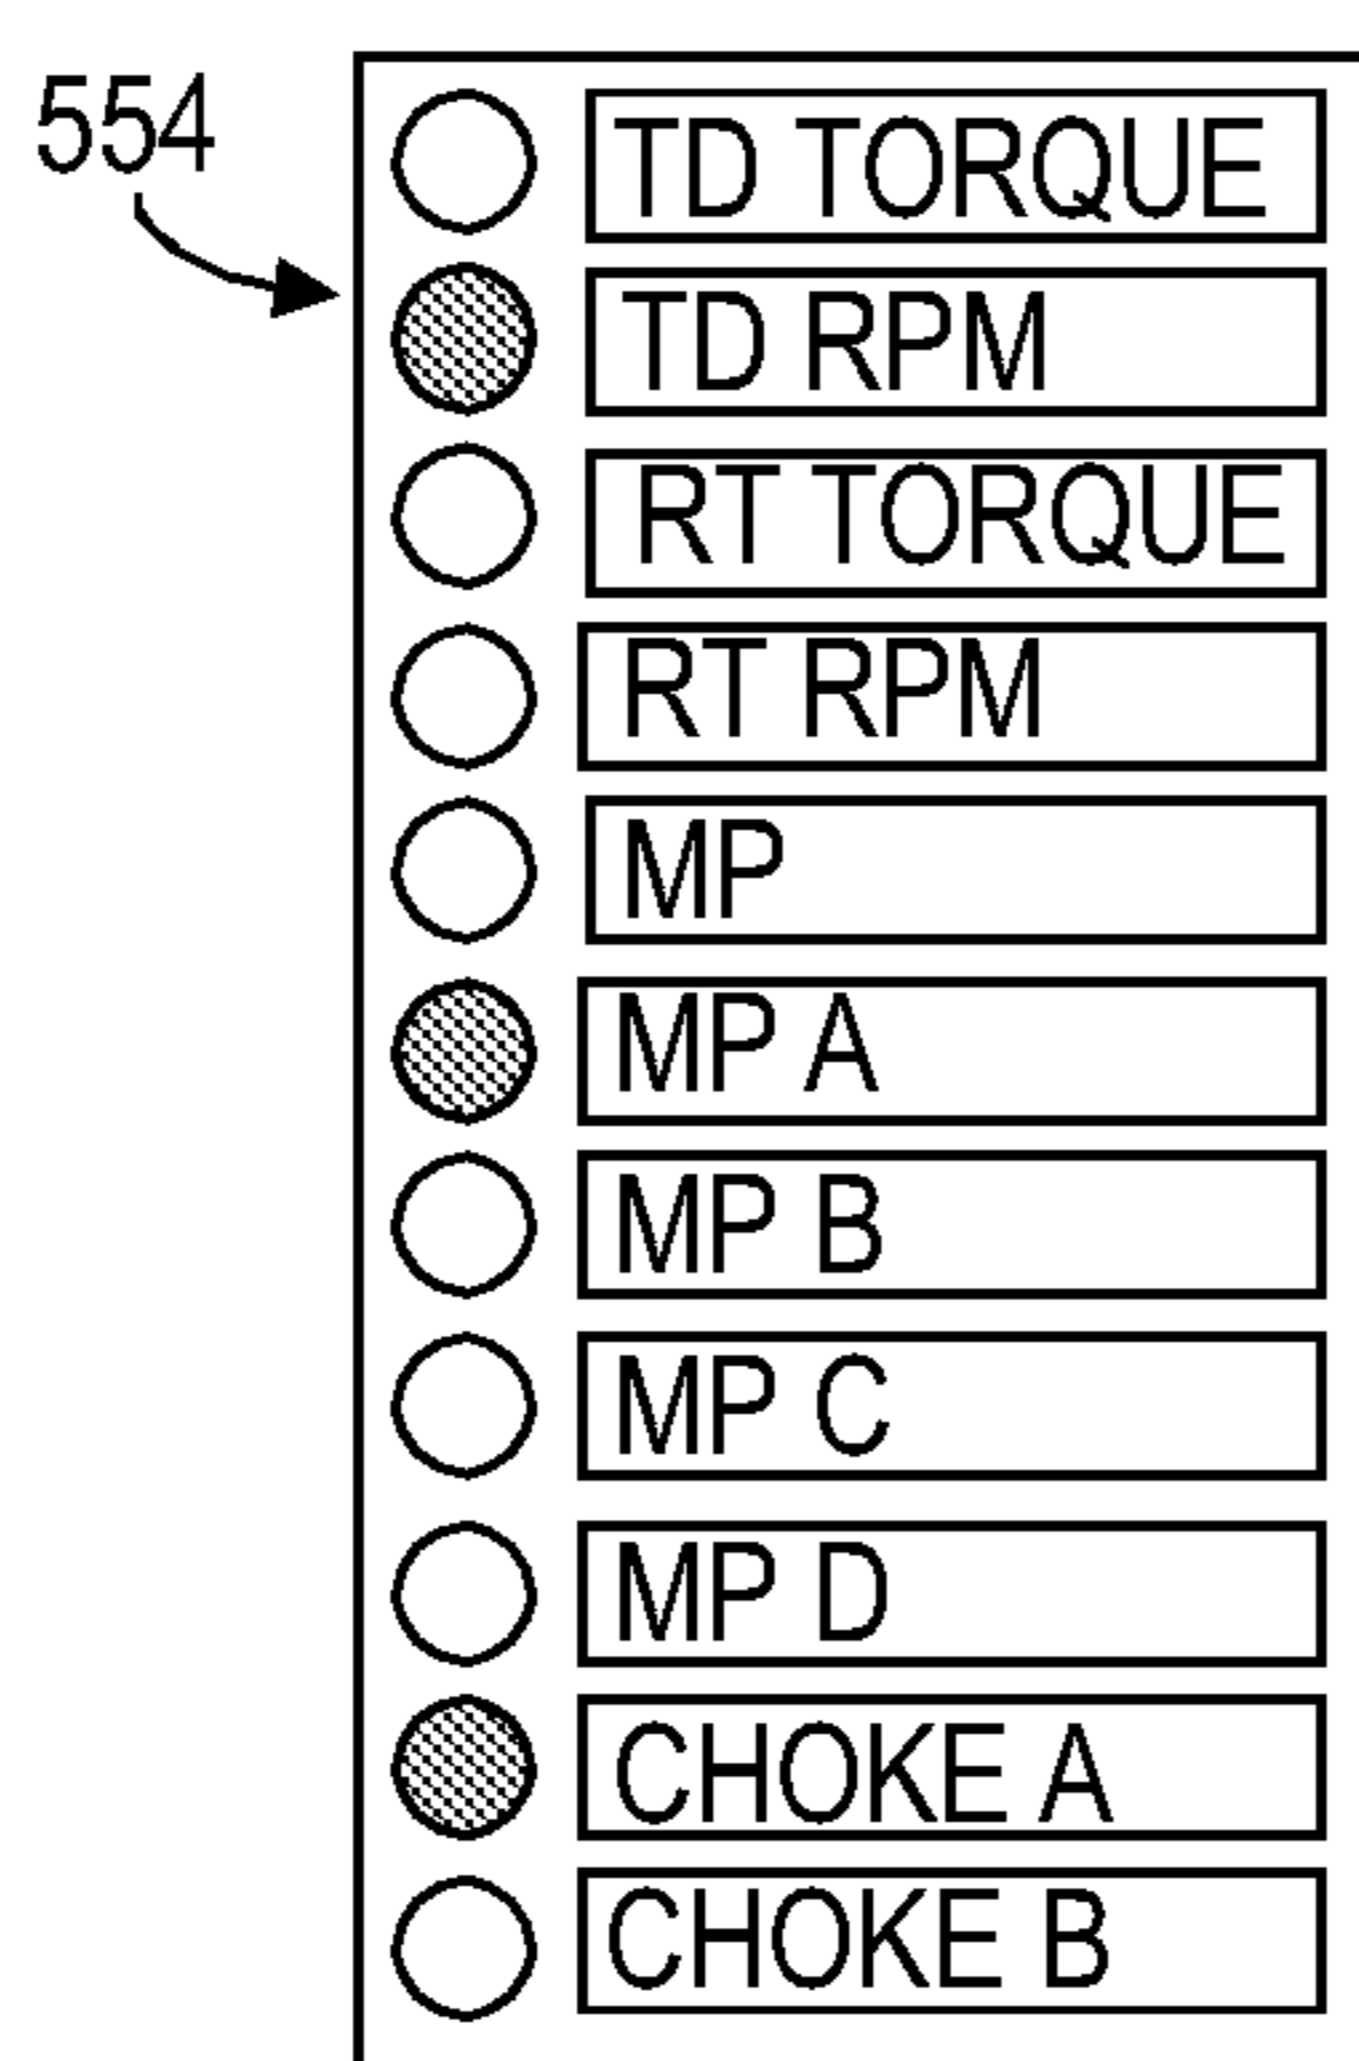 554
TD TORQUE
TD RPM
RT TORQUE
RT RPM
MP
MP A
MP B
MP C
MP D
CHOKE A
CHOKE B